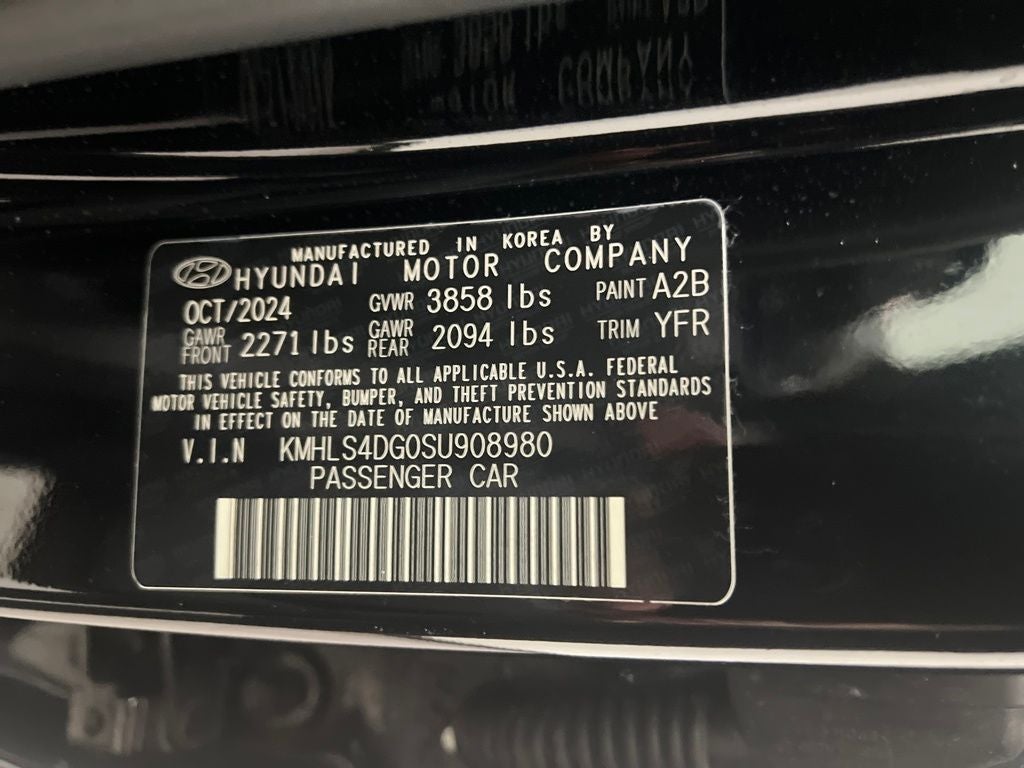 MANUFACTURED IN KOREA BY
HYUNDAI MOTOR COMPANY
OCT/2024 GVWR 3858 lbs PAINT A2B
GAWR FRONT 2271 lbs GAWR REAR 2094 lbs TRIM YFR
THIS VEHICLE CONFORMS TO ALL APPLICABLE U.S.A. FEDERAL
MOTOR VEHICLE SAFETY, BUMPER, AND THEFT PREVENTION STANDARDS
IN EFFECT ON THE DATE OF MANUFACTURE SHOWN ABOVE
V.I.N KMHLS4DG0SU908980
PASSENGER CAR